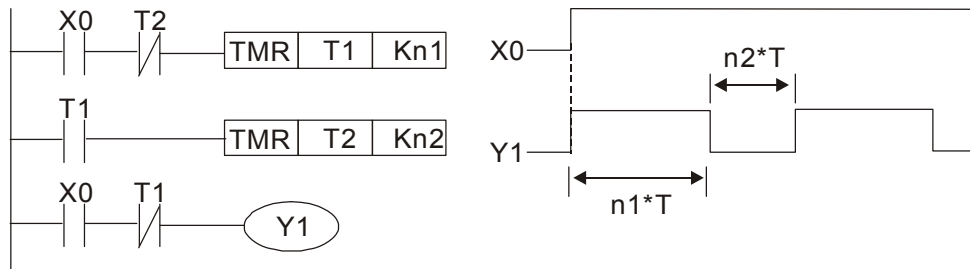 X0 T2
TMR T1 Kn1
T1
TMR T2 Kn2
X0 T1
Y1
X0
n2*T
Y1
n1*T